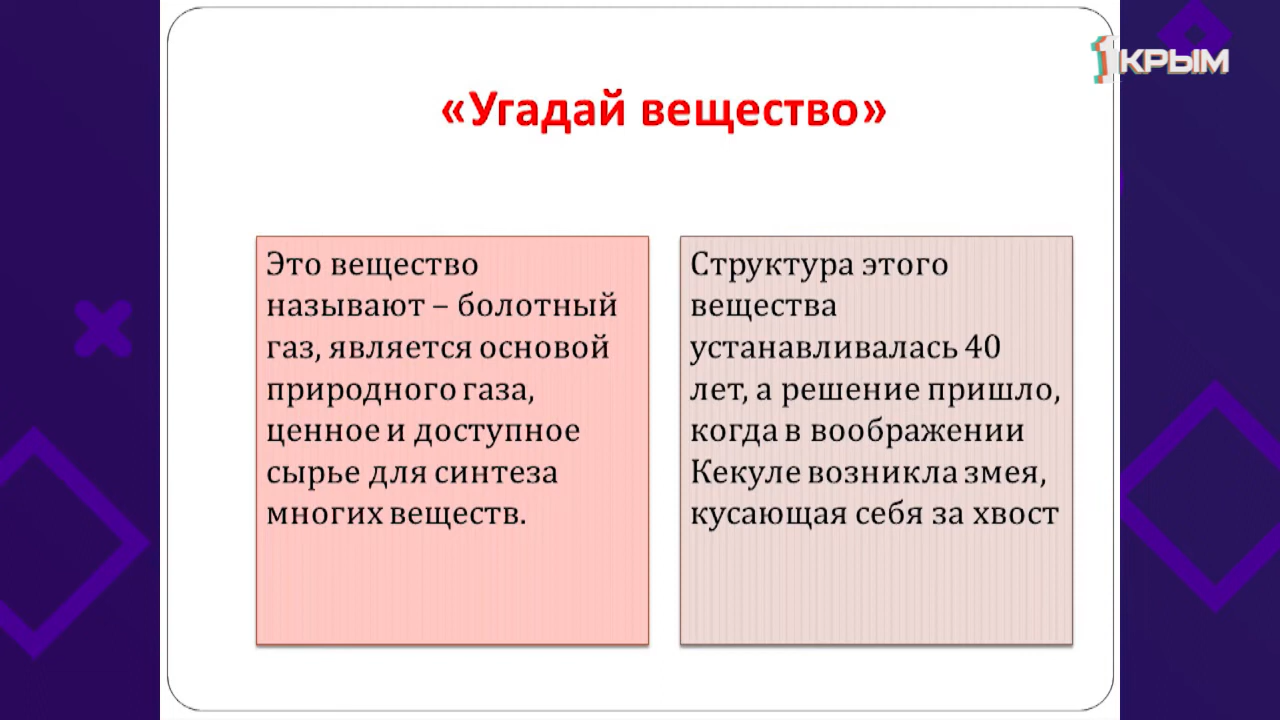 1КРЫМ
«Угадай вещество»
Это вещество
называют – болотный
газ, является основой
природного газа,
ценное и доступное
сырье для синтеза
многих веществ.
Структура этого
вещества
устанавливалась 40
лет, а решение пришло,
когда в воображении
Кекуле возникла змея,
кусающая себя за хвост